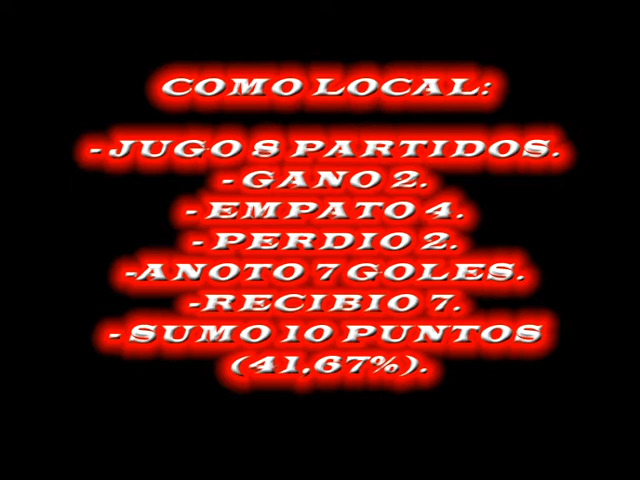 COMO LOCAL:
- JUGO 8 PARTIDOS.
- GANO 2.
- EMPATO 4.
- PERDIO 2.
-ANOTO 7 GOLES.
-RECIBIO 7.
- SUMO 10 PUNTOS
(41,67%).